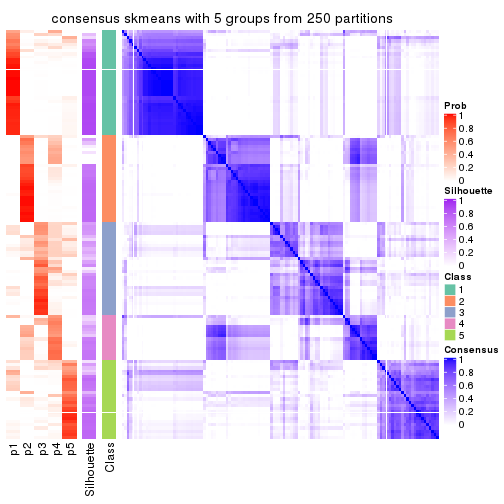 consensus skmeans with 5 groups from 250 partitions
Prob
1
0.8
0.6
0.4
0.2
0
Silhouette
1
0.8
0.6
0.4
0.2
0
Class
1
2
3
4
5
Consensus
1
0.8
0.6
0.4
0.2
0
p1
p2
p3
p4
p5
Silhouette
Class